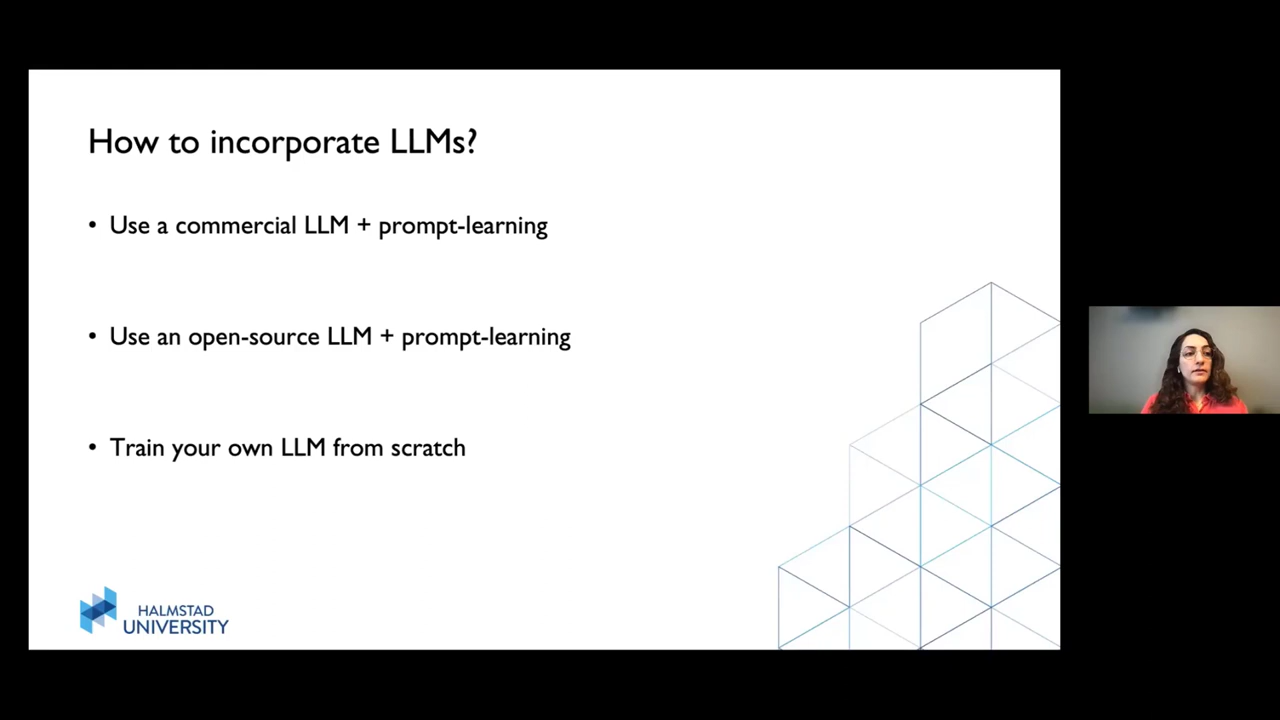 How to incorporate LLMs?
• Use a commercial LLM + prompt-learning
• Use an open-source LLM + prompt-learning
• Train your own LLM from scratch
HALMSTAD
UNIVERSITY